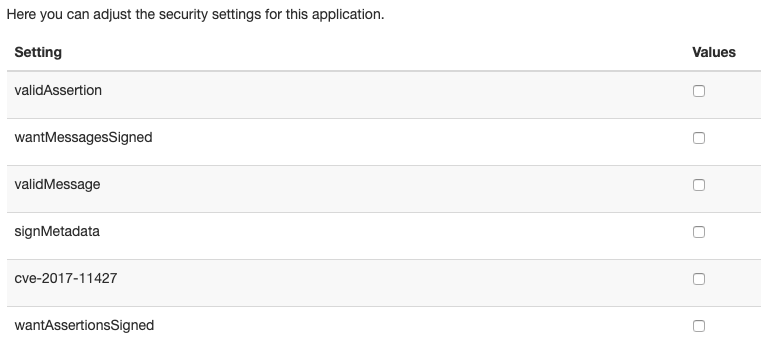 Here you can adjust the security settings for this application.
Setting Values
validAssertion
wantMessagesSigned
validMessage
signMetadata
cve-2017-11427
wantAssertionsSigned